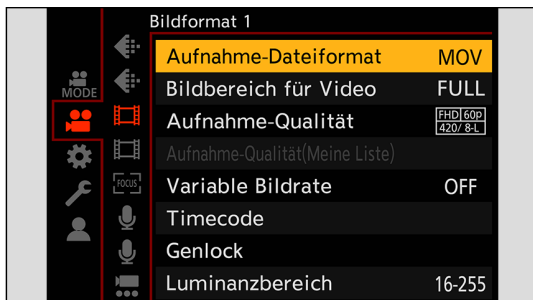 Bildformat 1
Aufnahme-Dateiformat MOV
MODE
Bildbereich für Video FULL
Aufnahme-Qualität FHD 60p
420/ 8-L
Aufnahme-Qualität(Meine Liste)
FOCUS
Variable Bildrate OFF
Timecode
Genlock
Luminanzbereich 16-255